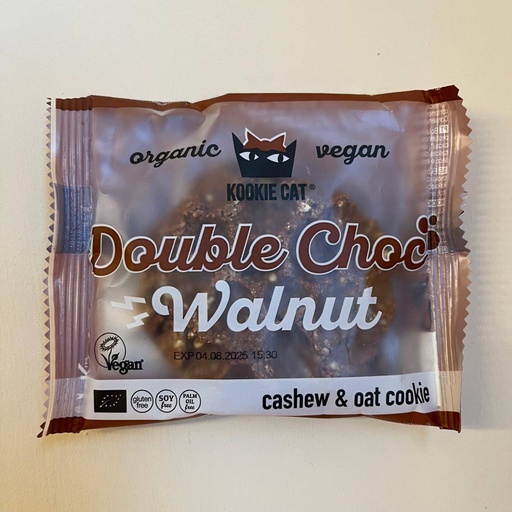 organic vegan
KOOKIE CAT®
Double Choc
Walnut
Vegan
EXP 04.08.2025 15:30
gluten free SOY free PALM OIL free
cashew & oat cookie